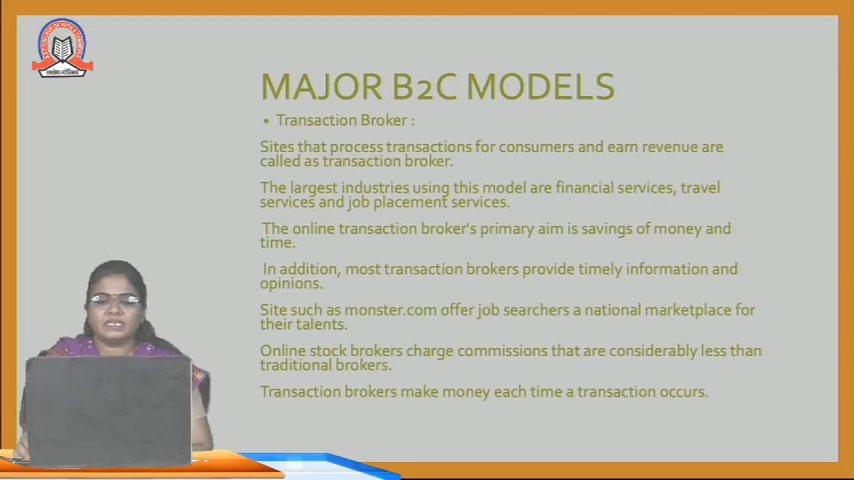 MAJOR B2C MODELS
• Transaction Broker :
Sites that process transactions for consumers and earn revenue are
called as transaction broker.
The largest industries using this model are financial services, travel
services and job placement services.
The online transaction broker's primary aim is savings of money and
time.
In addition, most transaction brokers provide timely information and
opinions.
Site such as monster.com offer job searchers a national marketplace for
their talents.
Online stock brokers charge commissions that are considerably less than
traditional brokers.
Transaction brokers make money each time a transaction occurs.